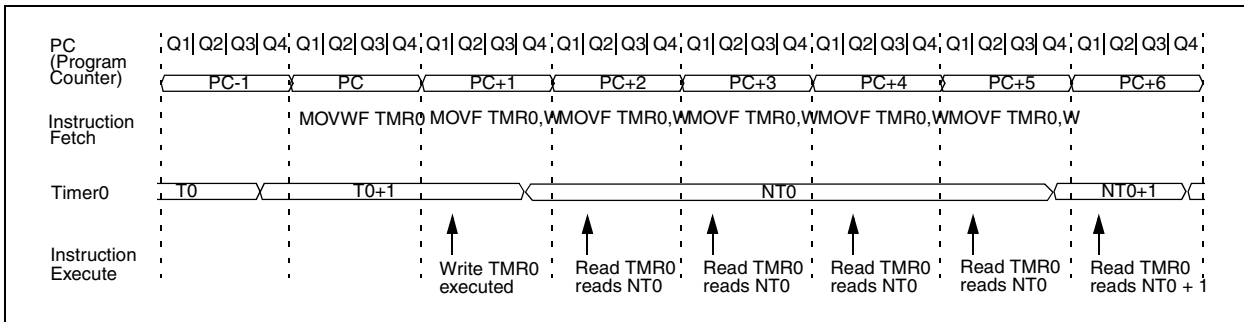 PC
(Program
Counter)
Q1 Q2 Q3 Q4 Q1 Q2 Q3 Q4 Q1 Q2 Q3 Q4 Q1 Q2 Q3 Q4 Q1 Q2 Q3 Q4 Q1 Q2 Q3 Q4 Q1 Q2 Q3 Q4 Q1 Q2 Q3 Q4
PC-1 PC PC+1 PC+2 PC+3 PC+4 PC+5 PC+6
Instruction
Fetch
MOVWF TMR0 MOVF TMR0,W MOVF TMR0,W MOVF TMR0,W MOVF TMR0,W MOVF TMR0,W
Timer0
T0 T0+1 NT0 NT0+1
Instruction
Execute
Write TMR0
executed
Read TMR0
reads NT0
Read TMR0
reads NT0
Read TMR0
reads NT0
Read TMR0
reads NT0
Read TMR0
reads NT0 + 1